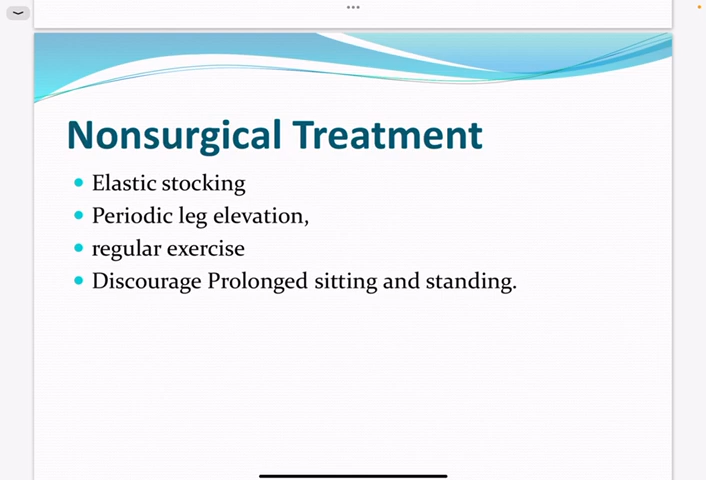 Nonsurgical Treatment
Elastic stocking
Periodic leg elevation,
regular exercise
Discourage Prolonged sitting and standing.